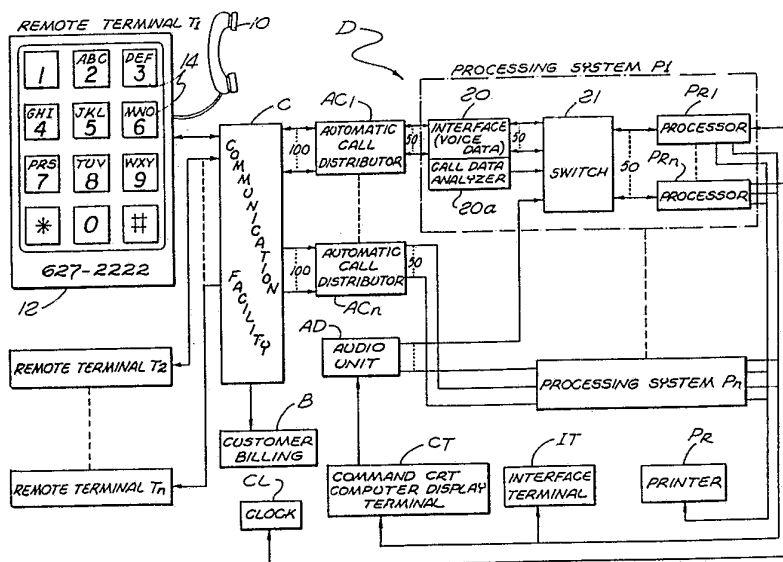 REMOTE TERMINAL T1
10
14
1
ABC 2
DEF 3
GHI 4
JKL 5
MNO 6
PRS 7
TUV 8
WXY 9
*
0
#
627-2222
12
REMOTE TERMINAL T2
REMOTE TERMINAL Tn
C
COMMUNICATION FACILITY
100
100
B
CUSTOMER BILLING
CL
CLOCK
AC1
AUTOMATIC CALL DISTRIBUTOR
50
AUTOMATIC CALL DISTRIBUTOR
ACn
50
AD
AUDIO UNIT
CT
COMMAND CRT COMPUTER DISPLAY TERMINAL
D
PROCESSING SYSTEM P1
20
INTERFACE (VOICE DATA)
CALL DATA ANALYZER
20a
50
21
SWITCH
50
PR1
PROCESSOR
PRn
PROCESSOR
PROCESSING SYSTEM Pn
IT
INTERFACE TERMINAL
PR
PRINTER